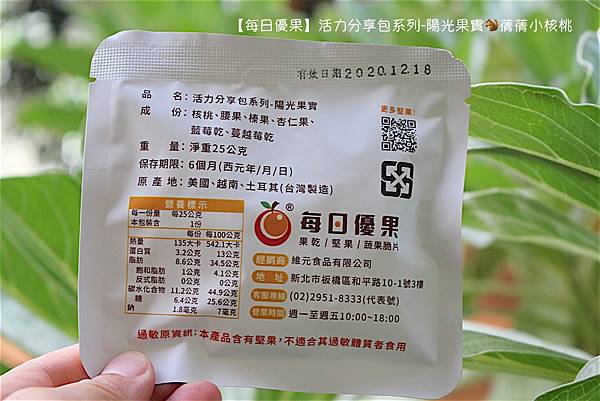 【每日優果】活力分享包系列-陽光果實🐿蒨蒨小核桃
有效日期2020.12.18
品 名：活力分享包系列-陽光果實
成 份：核桃、腰果、榛果、杏仁果、
藍莓乾、蔓越莓乾
重 量：淨重25公克
保存期限：6個月(西元年/月/日)
原 產 地：美國、越南、土耳其(台灣製造)
更多堅果!
營養標示
每一份量 每25公克
本包裝含 1份
每份 每100公克
熱量 135大卡 542.1大卡
蛋白質 3.2公克 13公克
脂肪 8.6公克 34.5公克
飽和脂肪 1公克 4.1公克
反式脂肪 0公克 0公克
碳水化合物 11.2公克 44.9公克
糖 6.4公克 25.6公克
鈉 1.8毫克 7毫克
®
每日優果
果乾/堅果/蔬果脆片
經銷商 維元食品有限公司
地 址 新北市板橋區和平路10-1號3樓
客服專線 (02)2951-8333(代表號)
營業時間 週一至週五10:00~18:00
過敏原資訊：本產品含有堅果，不適合其過敏體質者食用